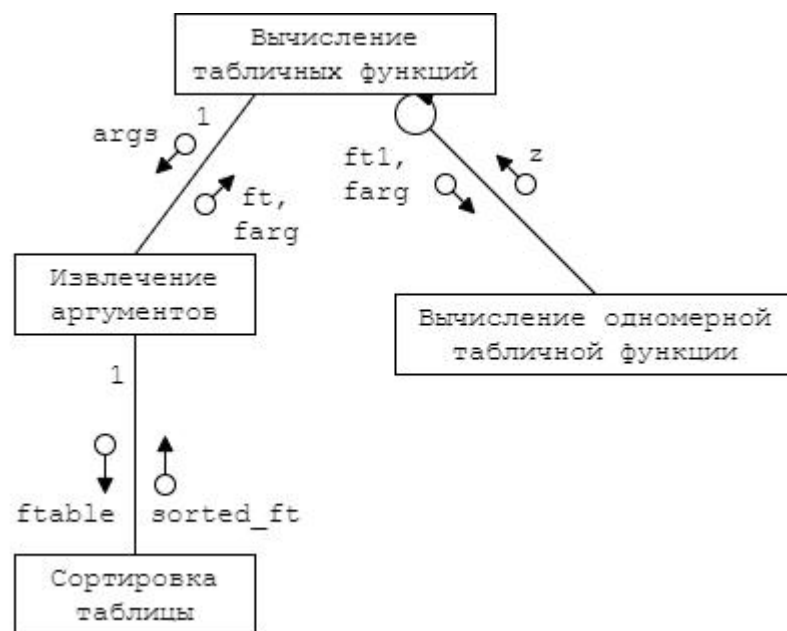 Вычисление
табличных функций
1
args
ft1,
farg
z
ft,
farg
Извлечение
аргументов
Вычисление одномерной
табличной функции
1
ftable
sorted_ft
Сортировка
таблицы